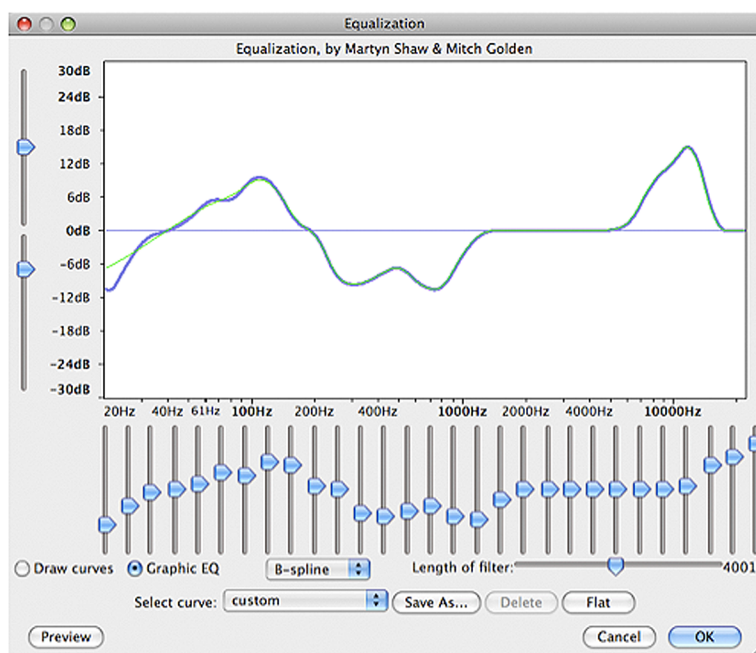 Equalization
Equalization, by Martyn Shaw & Mitch Golden
30dB
24dB
18dB
12dB
6dB
0dB
-6dB
-12dB
-18dB
-24dB
-30dB
20Hz 40Hz 61Hz 100Hz 200Hz 400Hz 1000Hz 2000Hz 4000Hz 10000Hz
Draw curves Graphic EQ B-spline Length of filter: 4001
Select curve: custom Save As... Delete Flat
Preview Cancel OK